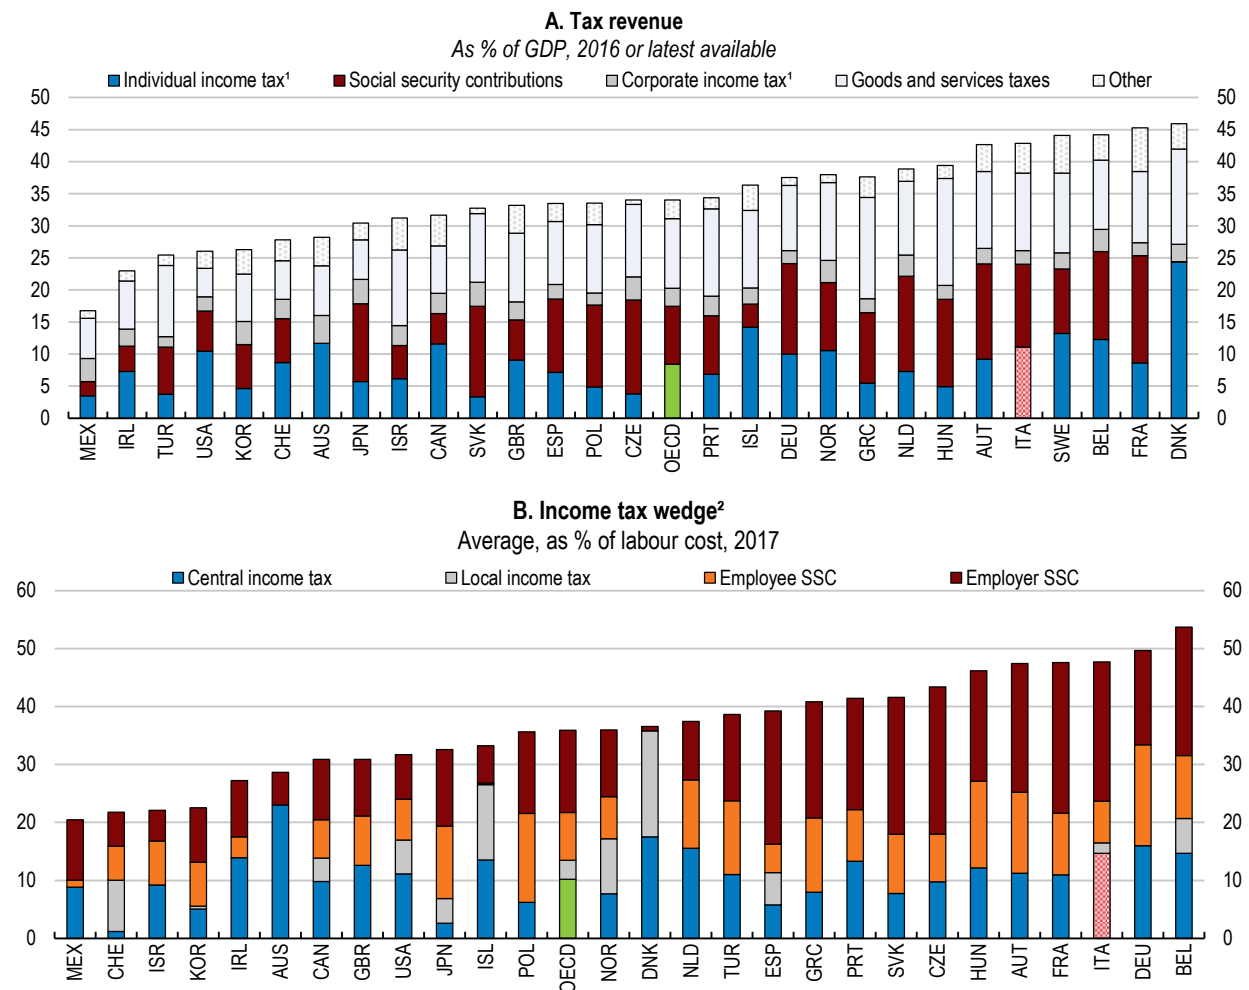 A. Tax revenue
As % of GDP, 2016 or latest available
Individual income tax¹ Social security contributions Corporate income tax¹ Goods and services taxes Other
50 50
45 45
40 40
35 35
30 30
25 25
20 20
15 15
10 10
5 5
0 0
MEX IRL TUR USA KOR CHE AUS JPN ISR CAN SVK GBR ESP POL CZE OECD PRT ISL DEU NOR GRC NLD HUN AUT ITA SWE BEL FRA DNK
B. Income tax wedge²
Average, as % of labour cost, 2017
Central income tax Local income tax Employee SSC Employer SSC
60 60
50 50
40 40
30 30
20 20
10 10
0 0
MEX CHE ISR KOR IRL AUS CAN GBR USA JPN ISL POL OECD NOR DNK NLD TUR ESP GRC PRT SVK CZE HUN AUT FRA ITA DEU BEL